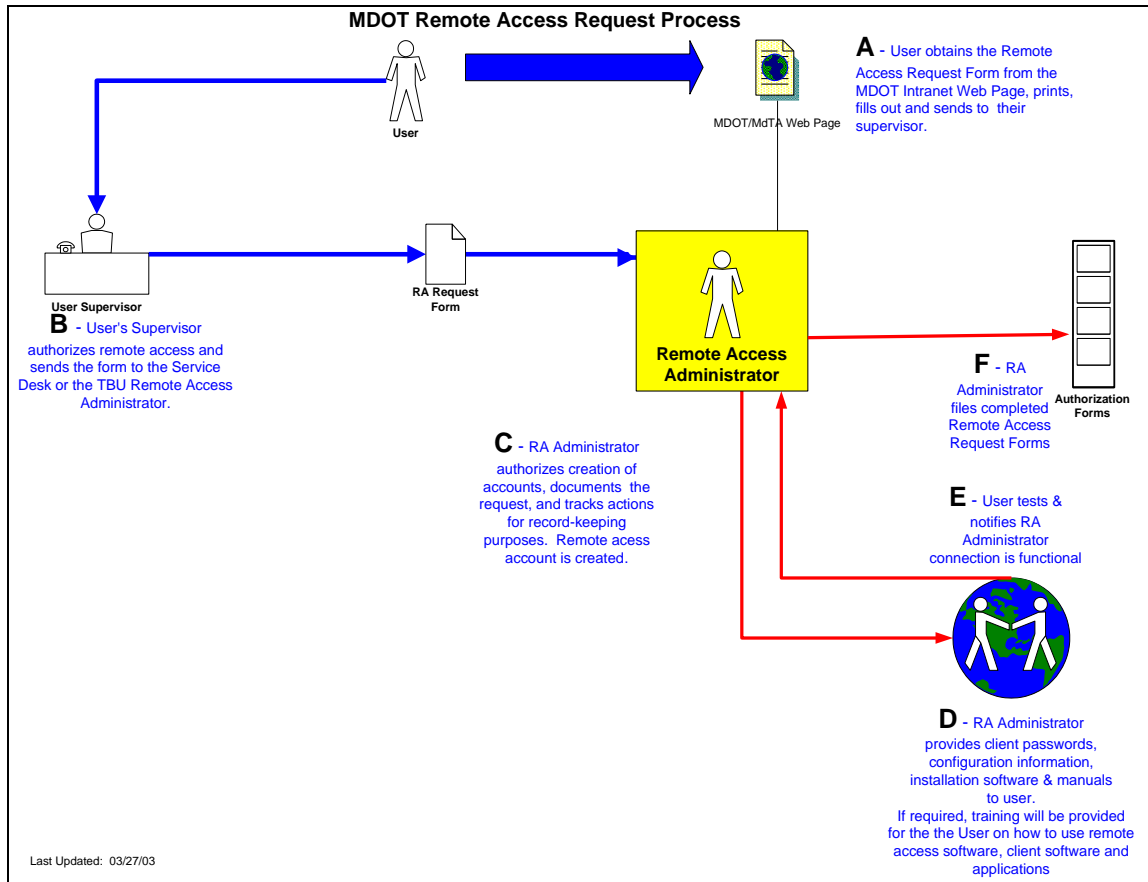 MDOT Remote Access Request Process
User
MDOT/MdTA Web Page
A - User obtains the Remote
Access Request Form from the
MDOT Intranet Web Page, prints,
fills out and sends to their
supervisor.
User Supervisor
B - User's Supervisor
authorizes remote access and
sends the form to the Service
Desk or the TBU Remote Access
Administrator.
RA Request
Form
Remote Access
Administrator
C - RA Administrator
authorizes creation of
accounts, documents the
request, and tracks actions
for record-keeping
purposes. Remote acess
account is created.
F - RA
Administrator
files completed
Remote Access
Request Forms
Authorization
Forms
E - User tests &
notifies RA
Administrator
connection is functional
D - RA Administrator
provides client passwords,
configuration information,
installation software & manuals
to user.
If required, training will be provided
for the the User on how to use remote
access software, client software and
applications
Last Updated: 03/27/03